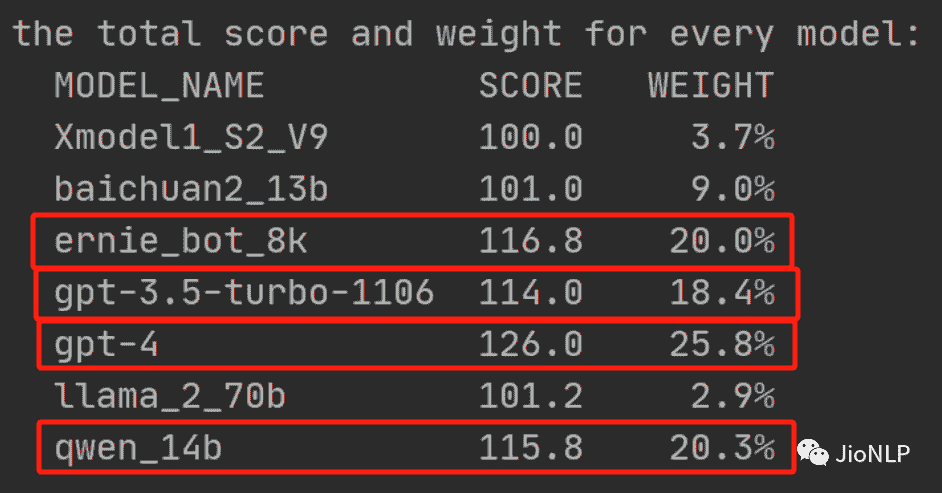 the total score and weight for every model:
MODEL_NAME SCORE WEIGHT
Xmodel1_S2_V9 100.0 3.7%
baichuan2_13b 101.0 9.0%
ernie_bot_8k 116.8 20.0%
gpt-3.5-turbo-1106 114.0 18.4%
gpt-4 126.0 25.8%
llama_2_70b 101.2 2.9%
qwen_14b 115.8 20.3%
JioNLP